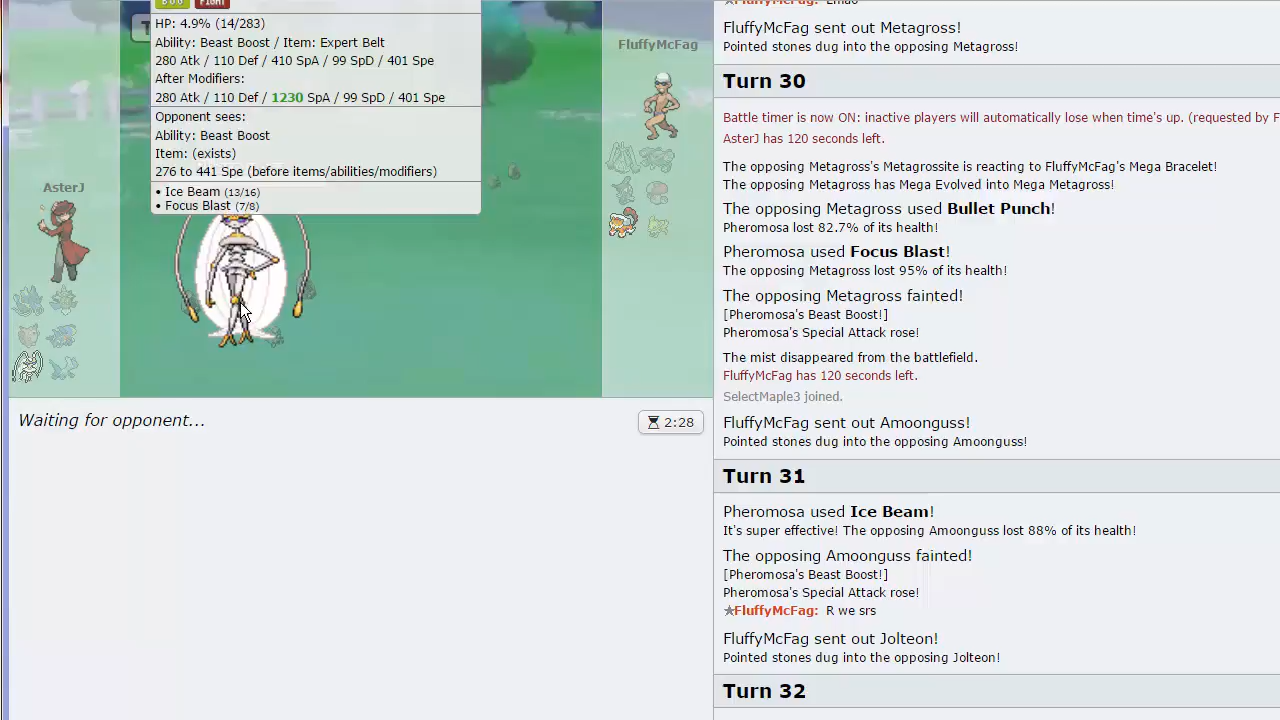 BUG FIGHT
HP: 4.9% (14/283)
Ability: Beast Boost / Item: Expert Belt
280 Atk / 110 Def / 410 SpA / 99 SpD / 401 Spe
After Modifiers:
280 Atk / 110 Def / 1230 SpA / 99 SpD / 401 Spe
Opponent sees:
Ability: Beast Boost
Item: (exists)
276 to 441 Spe (before items/abilities/modifiers)
• Ice Beam (13/16)
• Focus Blast (7/8)
T
AsterJ
FluffyMcFag
Waiting for opponent...
2:28
FluffyMcFag: Lmao
FluffyMcFag sent out Metagross!
Pointed stones dug into the opposing Metagross!
Turn 30
Battle timer is now ON: inactive players will automatically lose when time's up. (requested by F
AsterJ has 120 seconds left.
The opposing Metagross's Metagrossite is reacting to FluffyMcFag's Mega Bracelet!
The opposing Metagross has Mega Evolved into Mega Metagross!
The opposing Metagross used Bullet Punch!
Pheromosa lost 82.7% of its health!
Pheromosa used Focus Blast!
The opposing Metagross lost 95% of its health!
The opposing Metagross fainted!
[Pheromosa's Beast Boost!]
Pheromosa's Special Attack rose!
The mist disappeared from the battlefield.
FluffyMcFag has 120 seconds left.
SelectMaple3 joined.
FluffyMcFag sent out Amoonguss!
Pointed stones dug into the opposing Amoonguss!
Turn 31
Pheromosa used Ice Beam!
It's super effective! The opposing Amoonguss lost 88% of its health!
The opposing Amoonguss fainted!
[Pheromosa's Beast Boost!]
Pheromosa's Special Attack rose!
★FluffyMcFag: R we srs
FluffyMcFag sent out Jolteon!
Pointed stones dug into the opposing Jolteon!
Turn 32